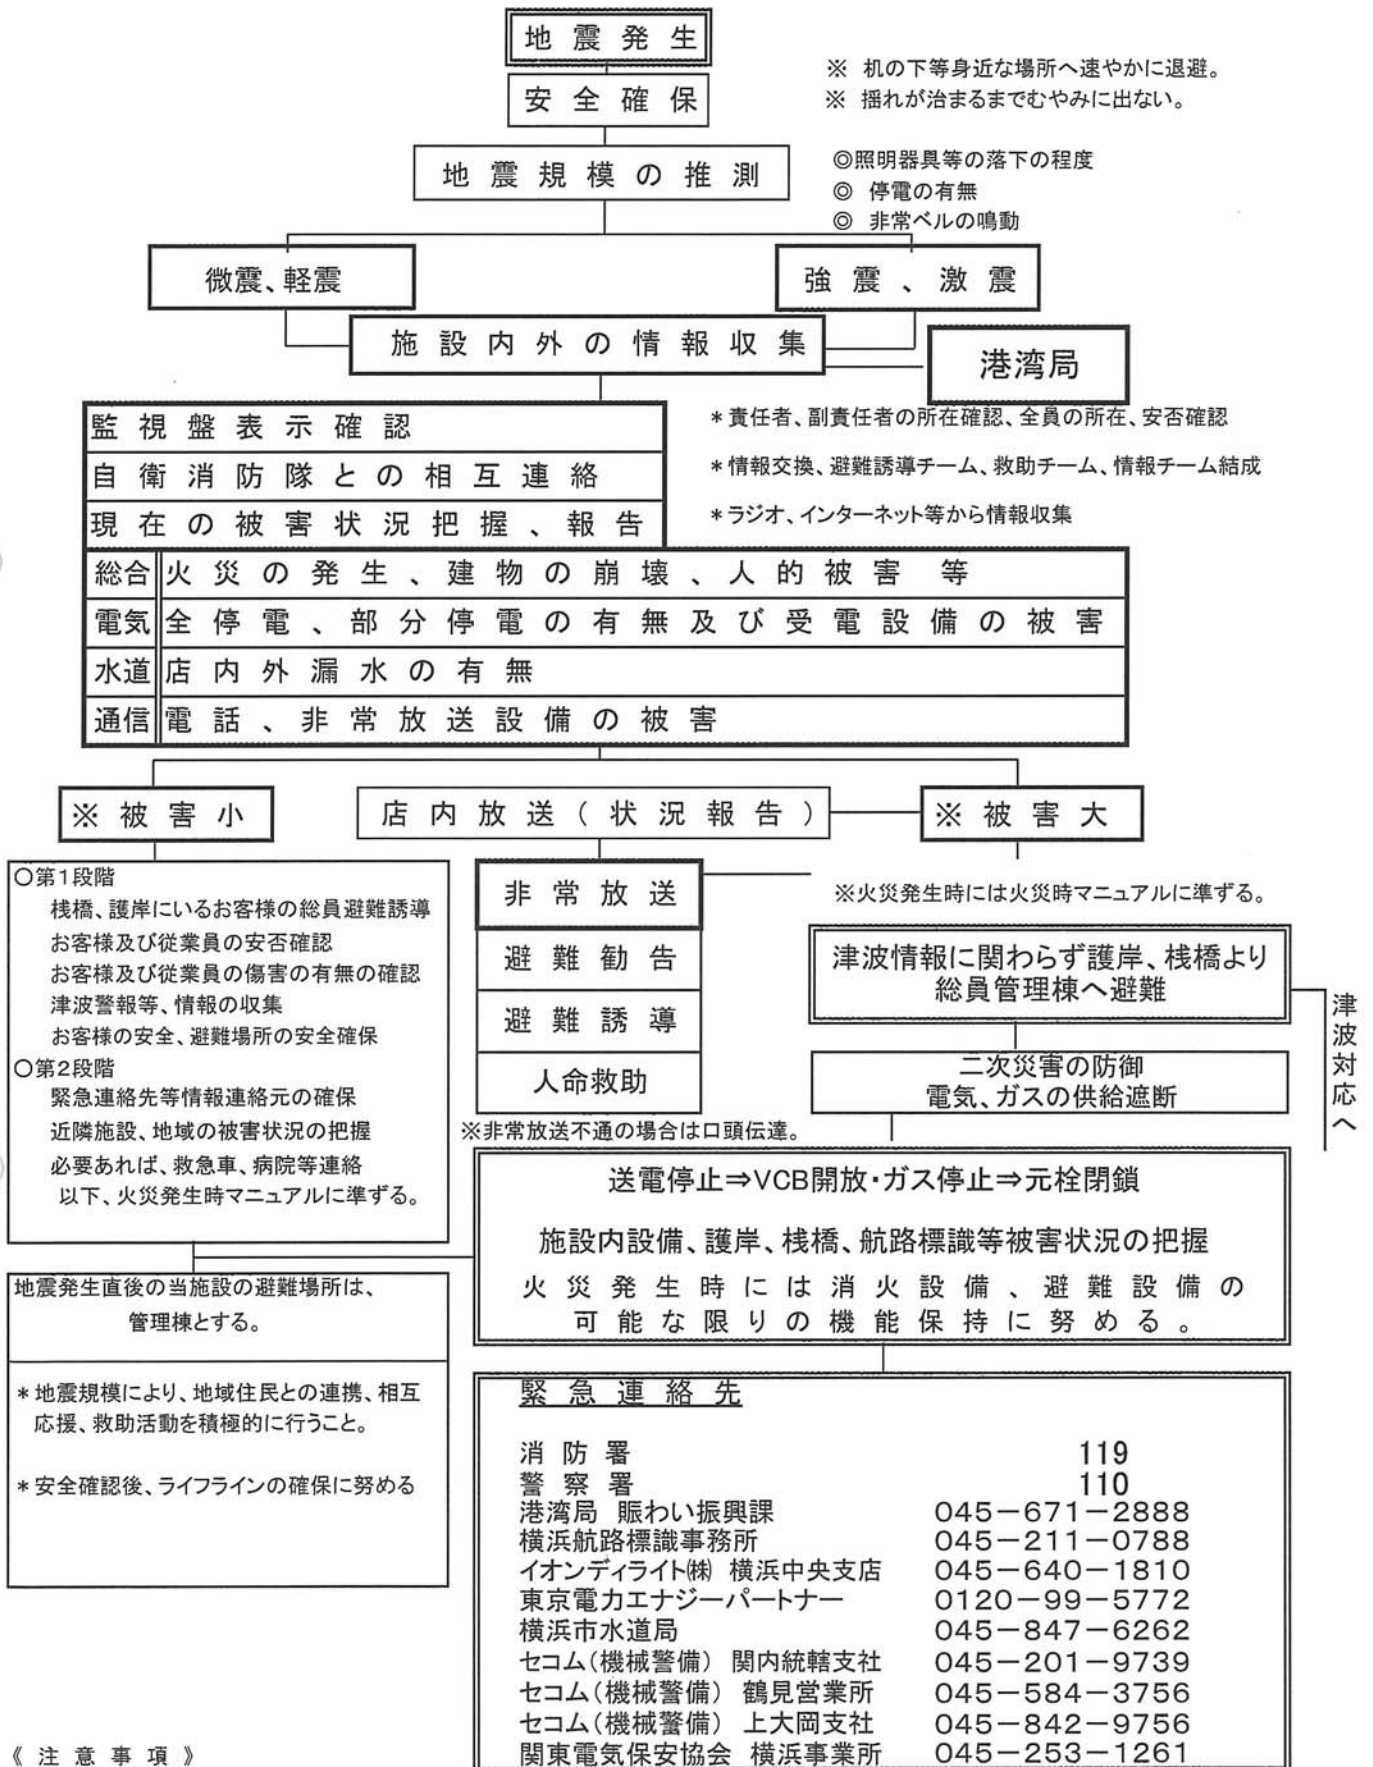 地震発生
安全確保
※ 机の下等身近な場所へ速やかに退避。
※ 揺れが治まるまでむやみに出ない。
地震規模の推測
◎照明器具等の落下の程度
◎ 停電の有無
◎ 非常ベルの鳴動
微震、軽震
強震、激震
施設内外の情報収集
港湾局
監視盤表示確認
自衛消防隊との相互連絡
現在の被害状況把握、報告
*責任者、副責任者の所在確認、全員の所在、安否確認
*情報交換、避難誘導チーム、救助チーム、情報チーム結成
*ラジオ、インターネット等から情報収集
総合 火災の発生、建物の崩壊、人的被害 等
電気 全停電、部分停電の有無及び受電設備の被害
水道 店内外漏水の有無
通信 電話、非常放送設備の被害
※被害小
店内放送(状況報告)
※被害大
○第1段階
桟橋、護岸にいるお客様の総員避難誘導
お客様及び従業員の安否確認
お客様及び従業員の傷害の有無の確認
津波警報等、情報の収集
お客様の安全、避難場所の安全確保
○第2段階
緊急連絡先等情報連絡元の確保
近隣施設、地域の被害状況の把握
必要あれば、救急車、病院等連絡
以下、火災発生時マニュアルに準ずる。
非常放送
避難勧告
避難誘導
人命救助
※非常放送不通の場合は口頭伝達。
※火災発生時には火災時マニュアルに準ずる。
津波情報に関わらず護岸、桟橋より
総員管理棟へ避難
津波対応へ
二次災害の防御
電気、ガスの供給遮断
送電停止⇒VCB開放・ガス停止⇒元栓閉鎖
施設内設備、護岸、桟橋、航路標識等被害状況の把握
火災発生時には消火設備、避難設備の
可能な限りの機能保持に努める。
地震発生直後の当施設の避難場所は、
管理棟とする。
*地震規模により、地域住民との連携、相互
応援、救助活動を積極的に行うこと。
*安全確認後、ライフラインの確保に努める
緊急連絡先
消防署 119
警察署 110
港湾局 賑わい振興課 045-671-2888
横浜航路標識事務所 045-211-0788
イオンディライト㈱ 横浜中央支店 045-640-1810
東京電力エナジーパートナー 0120-99-5772
横浜市水道局 045-847-6262
セコム(機械警備) 関内統轄支社 045-201-9739
セコム(機械警備) 鶴見営業所 045-584-3756
セコム(機械警備) 上大岡支社 045-842-9756
関東電気保安協会 横浜事業所 045-253-1261
《注意事項》